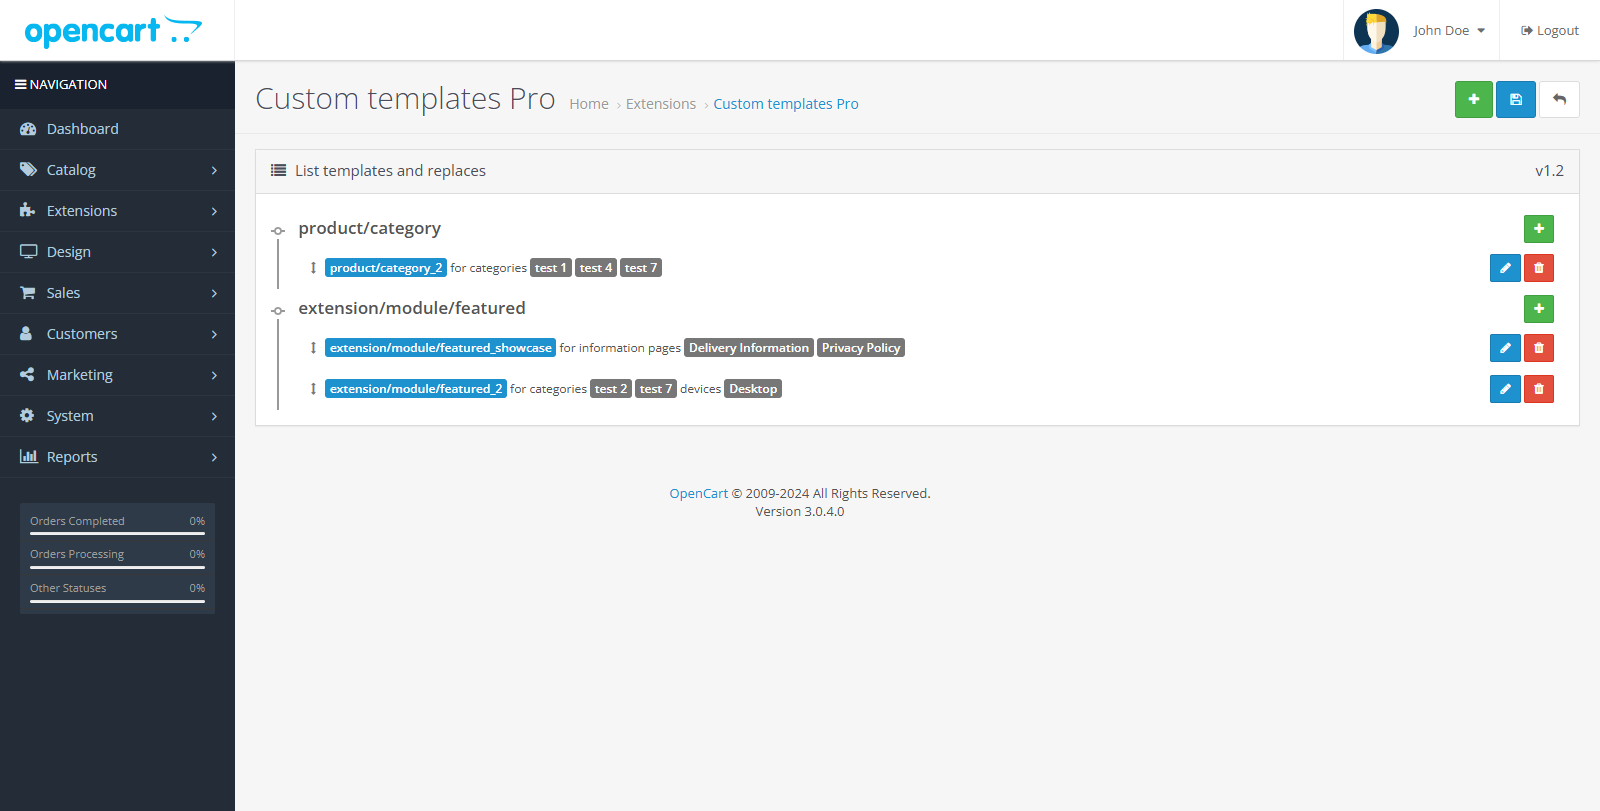 opencart
John Doe
Logout
NAVIGATION
Dashboard
Catalog
Extensions
Design
Sales
Customers
Marketing
System
Reports
Orders Completed 0%
Orders Processing 0%
Other Statuses 0%
Custom templates Pro Home › Extensions › Custom templates Pro
List templates and replaces v1.2
product/category
product/category_2 for categories test 1 test 4 test 7
extension/module/featured
extension/module/featured_showcase for information pages Delivery Information Privacy Policy
extension/module/featured_2 for categories test 2 test 7 devices Desktop
OpenCart © 2009-2024 All Rights Reserved.
Version 3.0.4.0